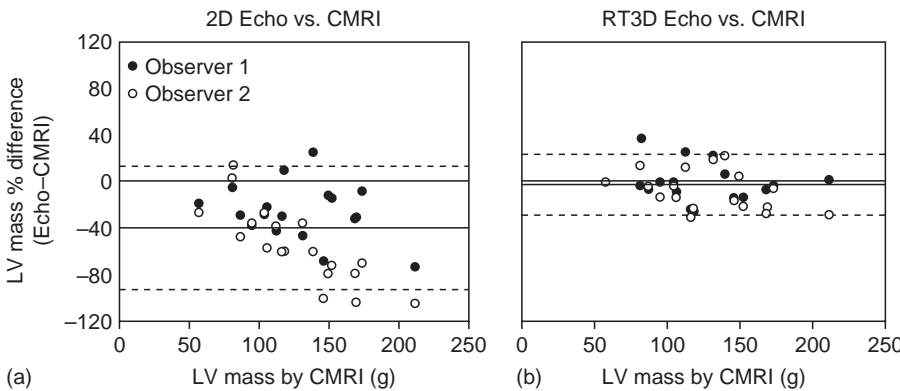 2D Echo vs. CMRI
RT3D Echo vs. CMRI
LV mass % difference
(Echo–CMRI)
120
80
40
0
–40
–80
–120
Observer 1
Observer 2
0 50 100 150 200 250
0 50 100 150 200 250
(a) LV mass by CMRI (g)
(b) LV mass by CMRI (g)